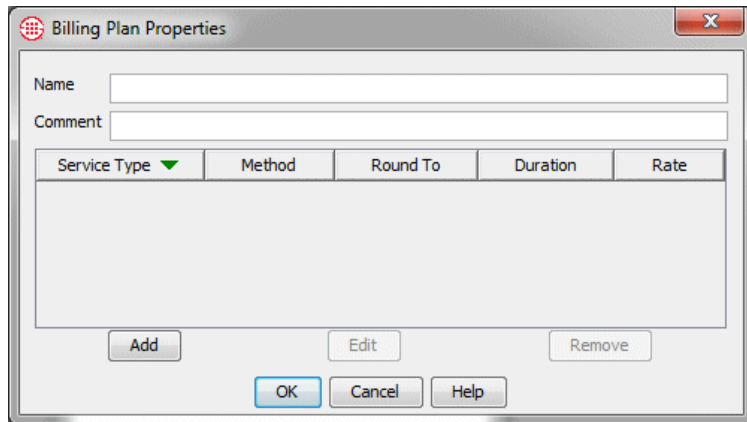 Billing Plan Properties
Name
Comment
Service Type Method Round To Duration Rate
Add Edit Remove
OK Cancel Help